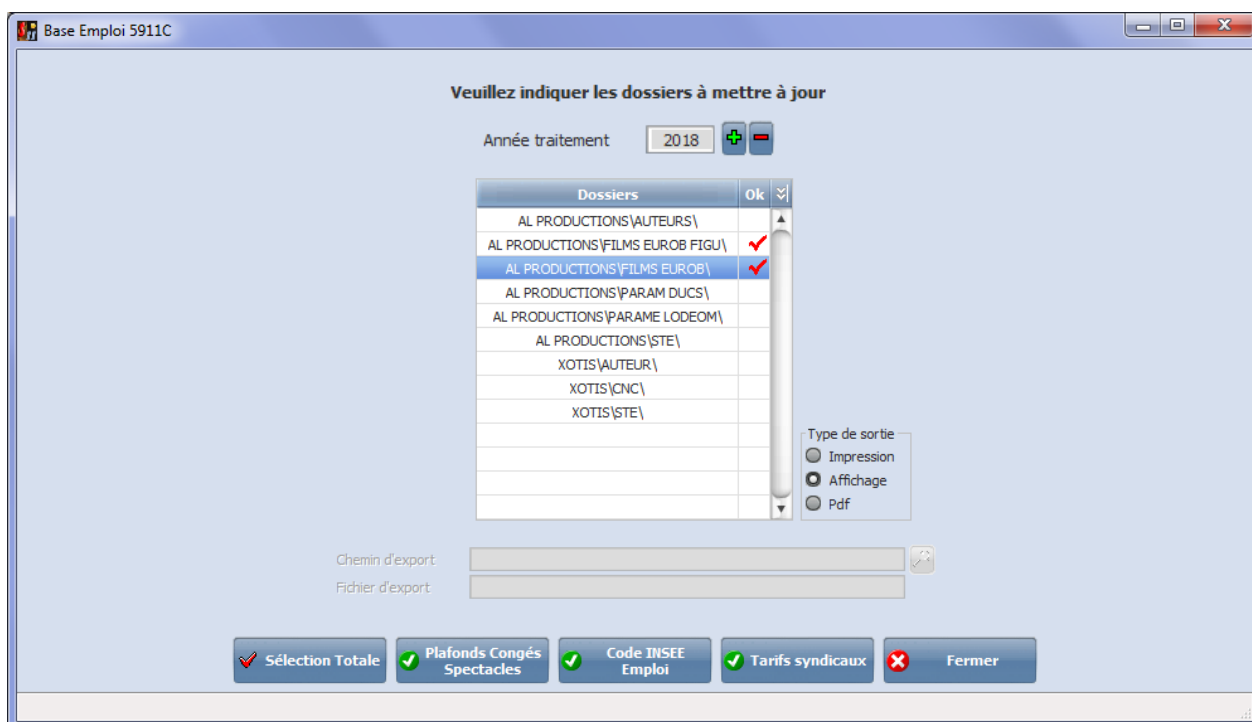 Base Emploi 5911C
Veuillez indiquer les dossiers à mettre à jour
Année traitement 2018
Dossiers Ok
AL PRODUCTIONS\AUTEURS\
AL PRODUCTIONS\FILMS EUROB FIGU\
AL PRODUCTIONS\FILMS EUROB\
AL PRODUCTIONS\PARAM DUCS\
AL PRODUCTIONS\PARAME LODEOM\
AL PRODUCTIONS\STE\
XOTIS\AUTEUR\
XOTIS\CNC\
XOTIS\STE\
Type de sortie
Impression
Affichage
Pdf
Chemin d'export
Fichier d'export
Sélection Totale
Plafonds Congés
Spectacles
Code INSEE
Emploi
Tarifs syndicaux
Fermer